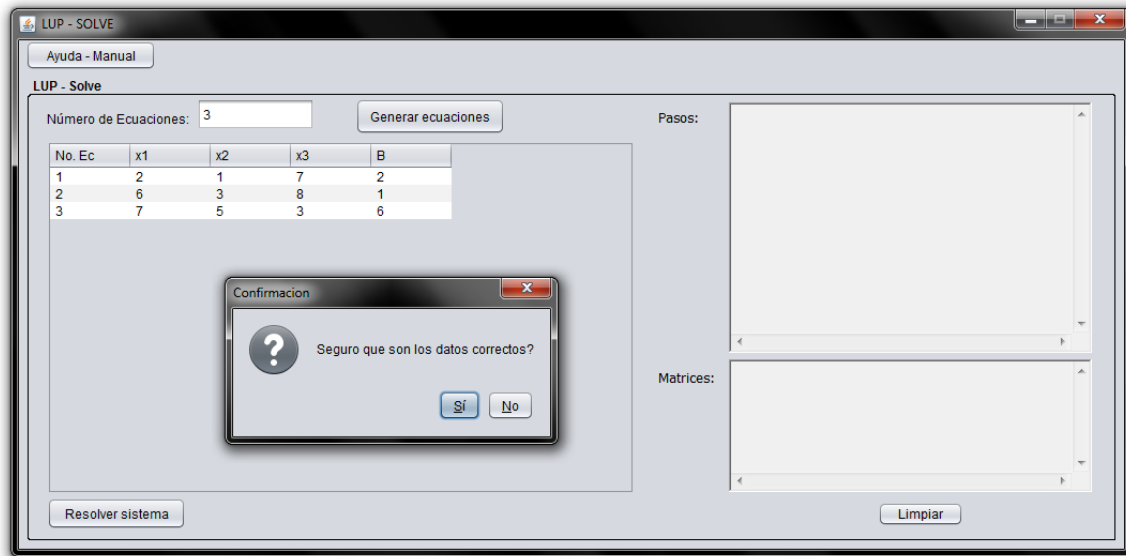 LUP - SOLVE
Ayuda - Manual
LUP - Solve
Número de Ecuaciones: 3 Generar ecuaciones Pasos:
No. Ec x1 x2 x3 B
1 2 1 7 2
2 6 3 8 1
3 7 5 3 6
Confirmacion
Seguro que son los datos correctos?
Sí No
Matrices:
Resolver sistema Limpiar